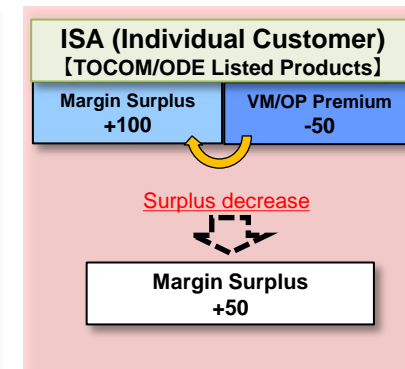 ISA (Individual Customer)
【TOCOM/ODE Listed Products】
Margin Surplus
+100
VM/OP Premium
-50
Surplus decrease
Margin Surplus
+50